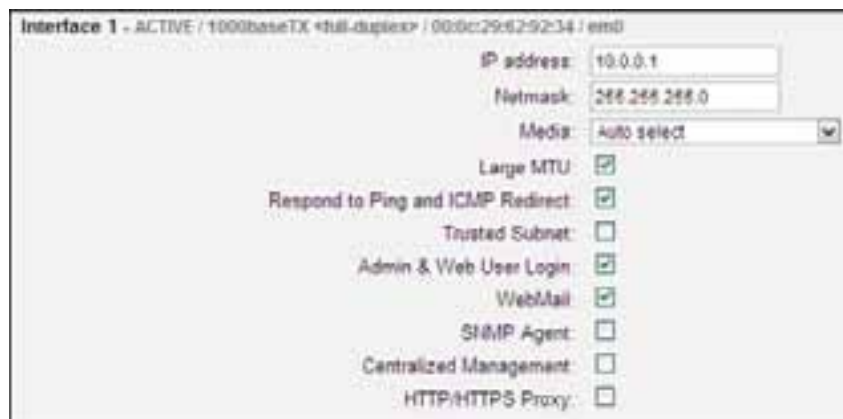 Interface 1 - ACTIVE / 1000baseTX <full-duplex> / 00:0c:29:62:92:34 / em0
IP address: 10.0.0.1
Netmask: 255.255.255.0
Media: Auto select
Large MTU
Respond to Ping and ICMP Redirect:
Trusted Subnet:
Admin & Web User Login:
WebMail
SNMP Agent:
Centralized Management:
HTTP/HTTPS Proxy: